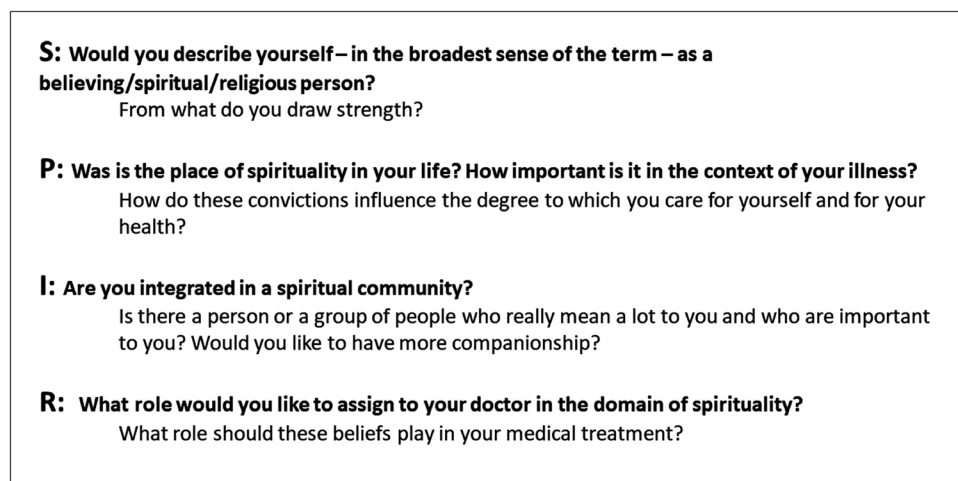 S: Would you describe yourself – in the broadest sense of the term – as a
believing/spiritual/religious person?
From what do you draw strength?
P: Was is the place of spirituality in your life? How important is it in the context of your illness?
How do these convictions influence the degree to which you care for yourself and for your
health?
I: Are you integrated in a spiritual community?
Is there a person or a group of people who really mean a lot to you and who are important
to you? Would you like to have more companionship?
R: What role would you like to assign to your doctor in the domain of spirituality?
What role should these beliefs play in your medical treatment?